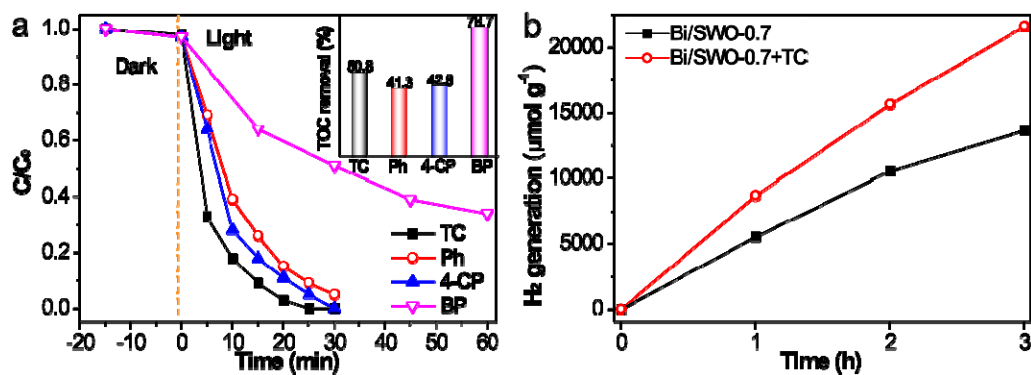 a
Dark
Light
C/C₀
1.0
0.8
0.6
0.4
0.2
0.0
-20 -10 0 10 20 30 40 50 60
Time (min)
TC
Ph
4-CP
BP
TOC removal (%)
50.8
41.3
42.8
78.7
TC Ph 4-CP BP
b
Bi/SWO-0.7
Bi/SWO-0.7+TC
H₂ generation (μmol g⁻¹)
20000
15000
10000
5000
0
0 1 2 3
Time (h)